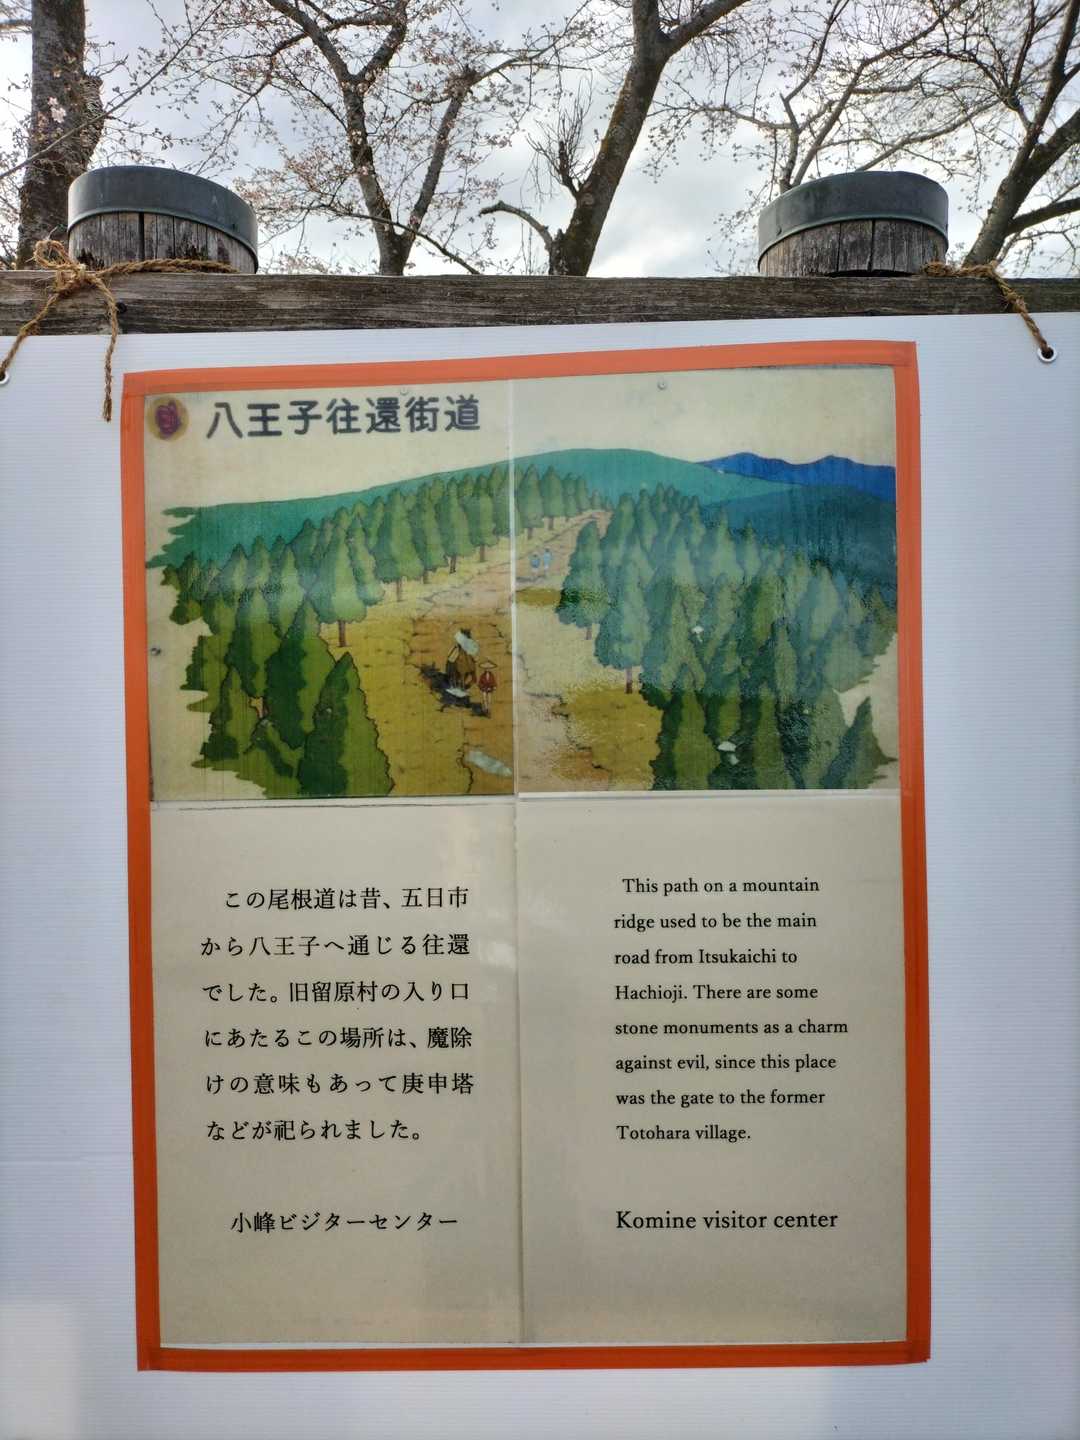 八王子往還街道
この尾根道は昔、五日市
から八王子へ通じる往還
でした。旧留原村の入り口
にあたるこの場所は、魔除
けの意味もあって庚申塔
などが祀られました。
小峰ビジターセンター
This path on a mountain
ridge used to be the main
road from Itsukaichi to
Hachioji. There are some
stone monuments as a charm
against evil, since this place
was the gate to the former
Totohara village.
Komine visitor center